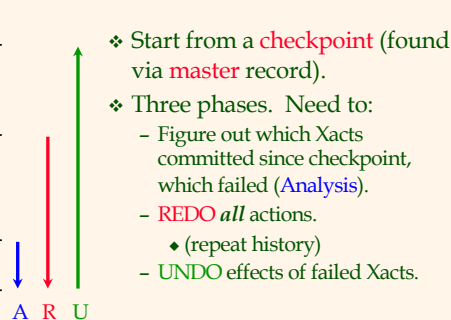 ❖ Start from a checkpoint (found
via master record).
❖ Three phases. Need to:
– Figure out which Xacts
committed since checkpoint,
which failed (Analysis).
– REDO all actions.
◆ (repeat history)
– UNDO effects of failed Xacts.
A R U